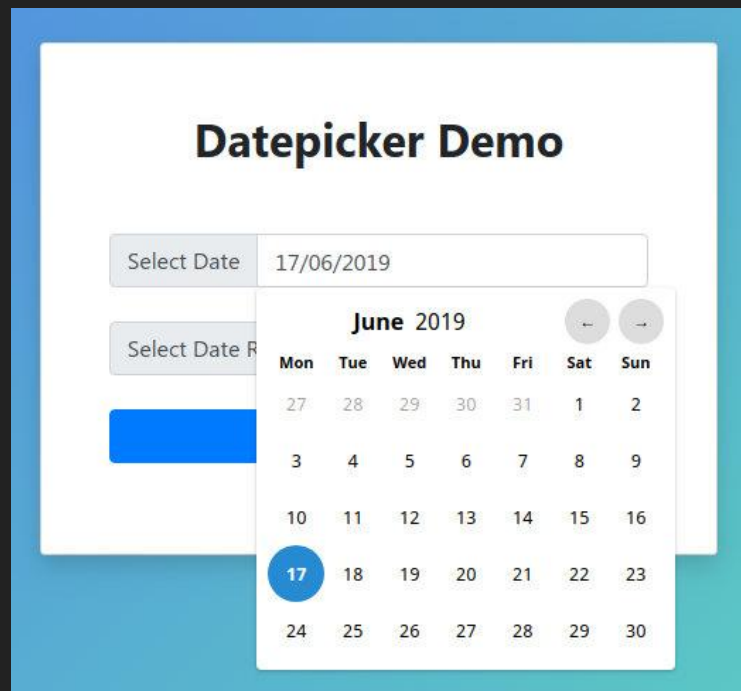 Datepicker Demo
Select Date 17/06/2019
June 2019 ← →
Select Date R
Mon Tue Wed Thu Fri Sat Sun
27 28 29 30 31 1 2
3 4 5 6 7 8 9
10 11 12 13 14 15 16
17 18 19 20 21 22 23
24 25 26 27 28 29 30